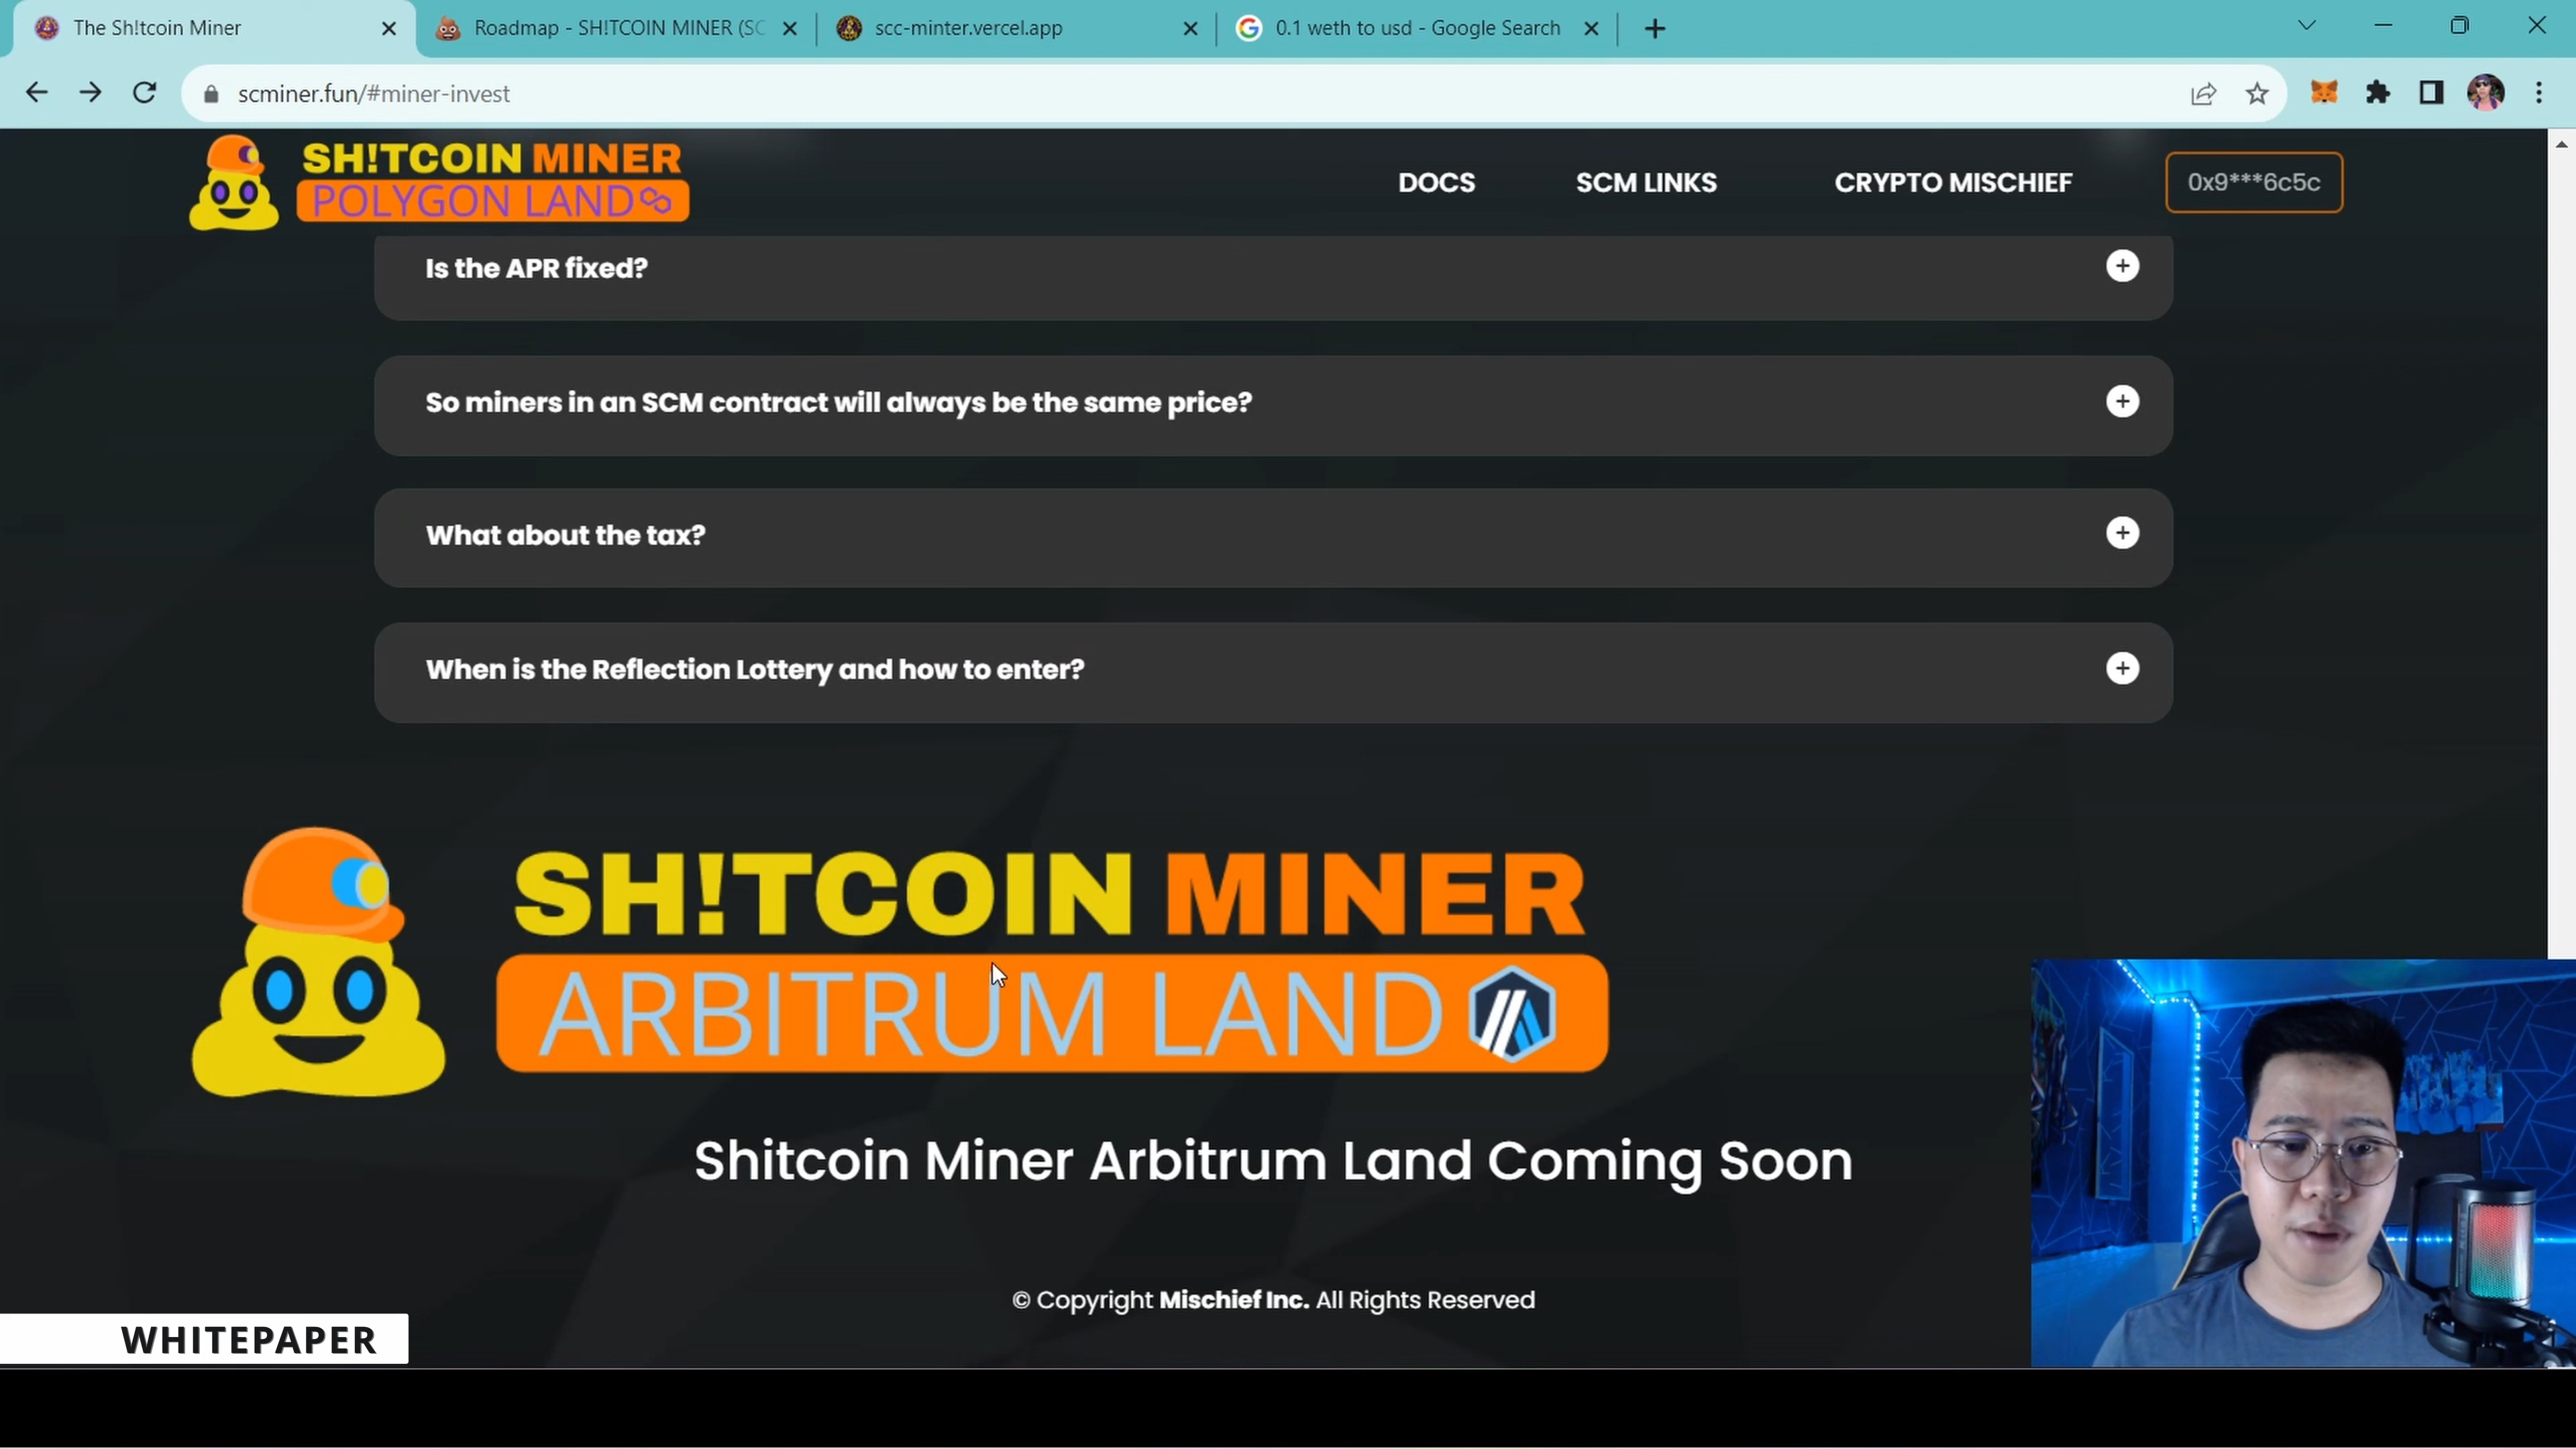 The Sh!tcoin Miner
Roadmap - SH!TCOIN MINER (SC
scc-minter.vercel.app
0.1 weth to usd - Google Search
scminer.fun/#miner-invest
SH!TCOIN MINER
POLYGON LAND
DOCS
SCM LINKS
CRYPTO MISCHIEF
0x9***6c5c
Is the APR fixed?
So miners in an SCM contract will always be the same price?
What about the tax?
When is the Reflection Lottery and how to enter?
SH!TCOIN MINER
ARBITRUM LAND
Shitcoin Miner Arbitrum Land Coming Soon
© Copyright Mischief Inc. All Rights Reserved
WHITEPAPER